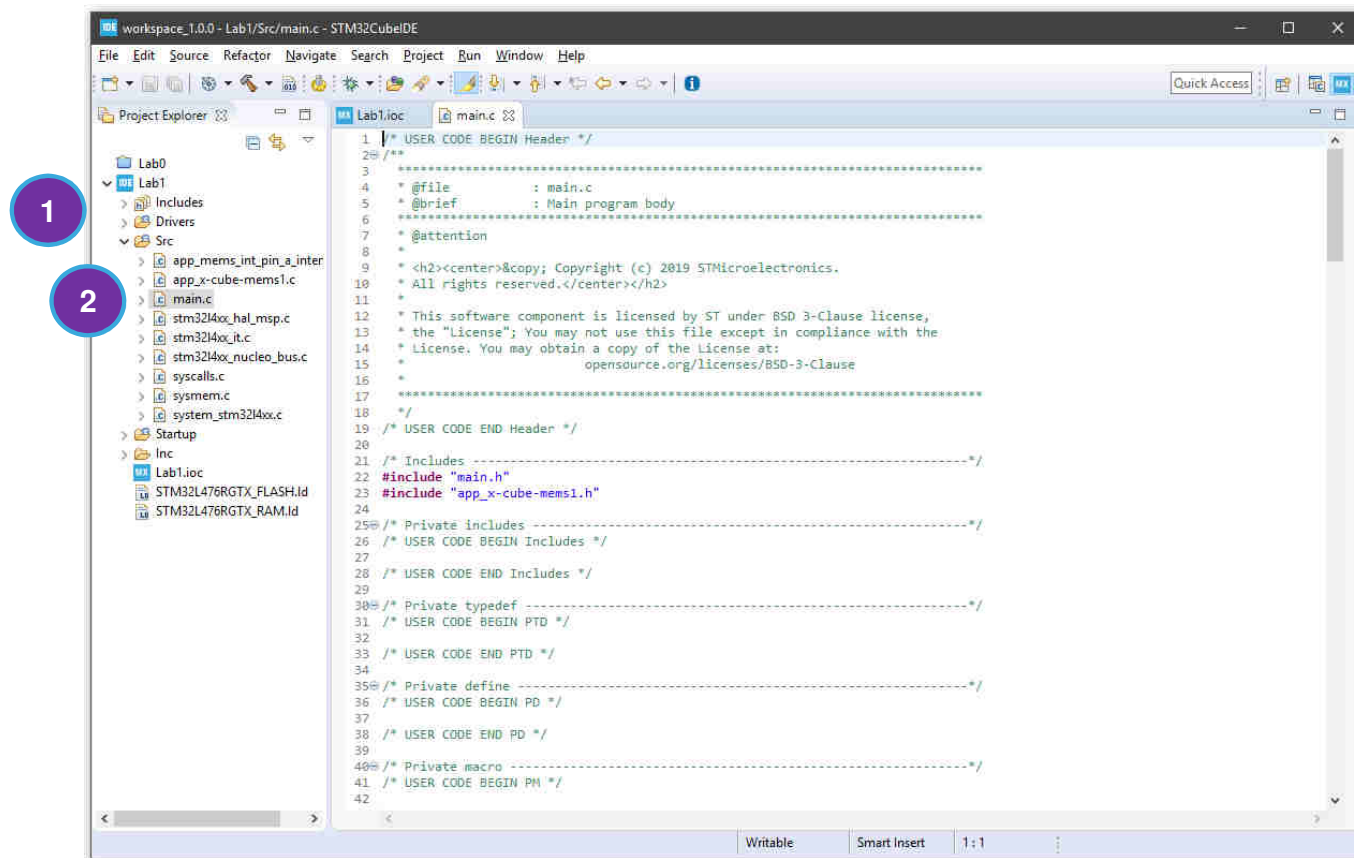 IDE workspace_1.0.0 - Lab1/Src/main.c - STM32CubeIDE
File Edit Source Refactor Navigate Search Project Run Window Help
Quick Access
Project Explorer
Lab0
IDE Lab1
Includes
Drivers
Src
app_mems_int_pin_a_inter
app_x-cube-mems1.c
main.c
stm32l4xx_hal_msp.c
stm32l4xx_it.c
stm32l4xx_nucleo_bus.c
syscalls.c
sysmem.c
system_stm32l4xx.c
Startup
Inc
MX Lab1.ioc
STM32L476RGTX_FLASH.ld
STM32L476RGTX_RAM.ld
1
2
MX Lab1.ioc main.c
1 /* USER CODE BEGIN Header */
2 /**
3 ******************************************************************************
4 * @file : main.c
5 * @brief : Main program body
6 ******************************************************************************
7 * @attention
8 *
9 * <h2><center>&copy; Copyright (c) 2019 STMicroelectronics.
10 * All rights reserved.</center></h2>
11 *
12 * This software component is licensed by ST under BSD 3-Clause license,
13 * the "License"; You may not use this file except in compliance with the
14 * License. You may obtain a copy of the License at:
15 * opensource.org/licenses/BSD-3-Clause
16 *
17 ******************************************************************************
18 */
19 /* USER CODE END Header */
20
21 /* Includes ------------------------------------------------------------------*/
22 #include "main.h"
23 #include "app_x-cube-mems1.h"
24
25 /* Private includes ----------------------------------------------------------*/
26 /* USER CODE BEGIN Includes */
27
28 /* USER CODE END Includes */
29
30 /* Private typedef -----------------------------------------------------------*/
31 /* USER CODE BEGIN PTD */
32
33 /* USER CODE END PTD */
34
35 /* Private define ------------------------------------------------------------*/
36 /* USER CODE BEGIN PD */
37
38 /* USER CODE END PD */
39
40 /* Private macro -------------------------------------------------------------*/
41 /* USER CODE BEGIN PM */
42
Writable Smart Insert 1 : 1